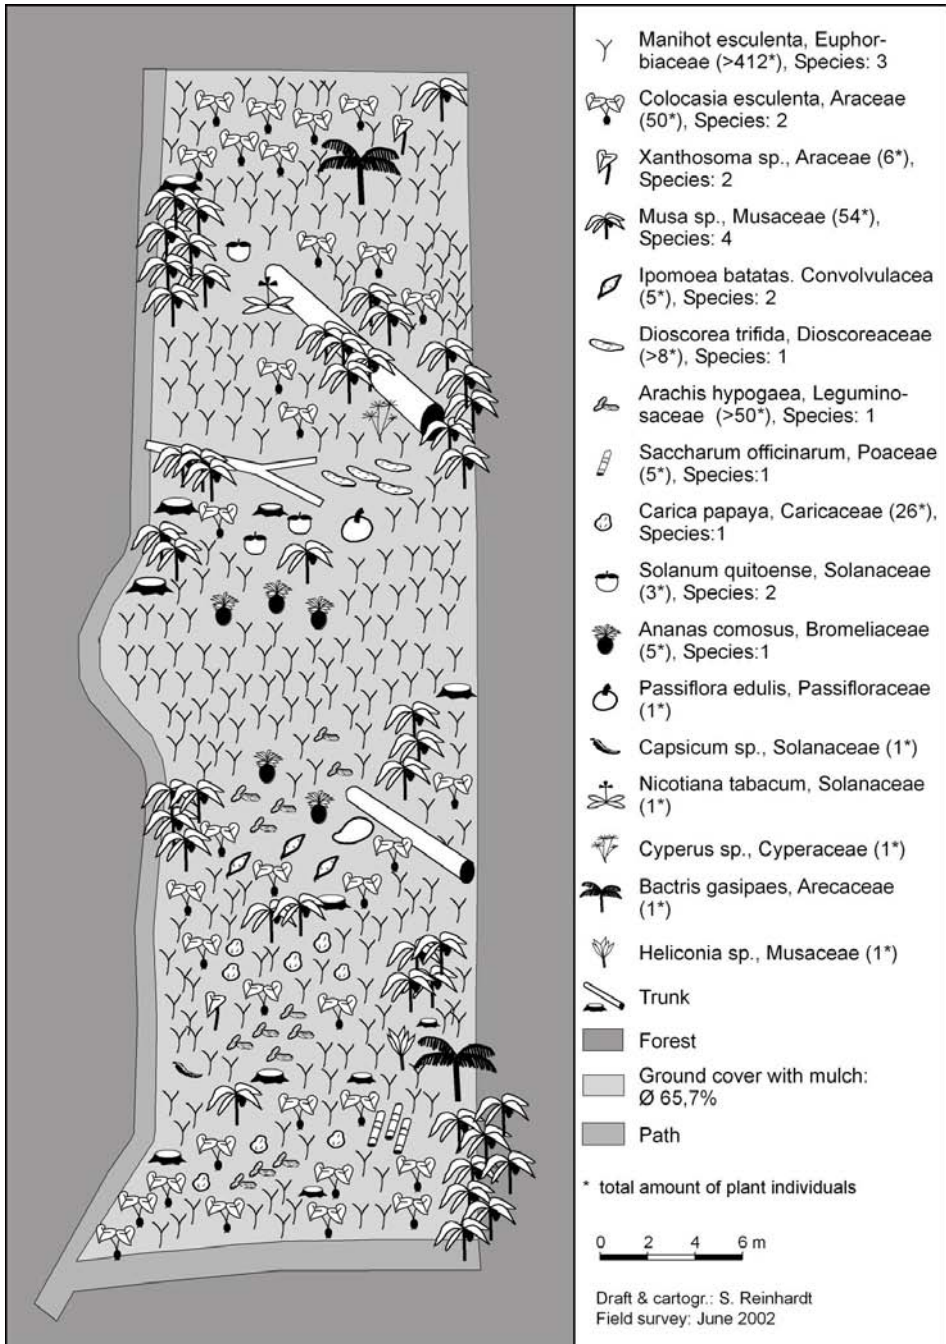 Manihot esculenta, Euphor-
biaceae (>412*), Species: 3
Colocasia esculenta, Araceae
(50*), Species: 2
Xanthosoma sp., Araceae (6*),
Species: 2
Musa sp., Musaceae (54*),
Species: 4
Ipomoea batatas. Convolvulacea
(5*), Species: 2
Dioscorea trifida, Dioscoreaceae
(>8*), Species: 1
Arachis hypogaea, Legumino-
saceae (>50*), Species: 1
Saccharum officinarum, Poaceae
(5*), Species:1
Carica papaya, Caricaceae (26*),
Species:1
Solanum quitoense, Solanaceae
(3*), Species: 2
Ananas comosus, Bromeliaceae
(5*), Species:1
Passiflora edulis, Passifloraceae
(1*)
Capsicum sp., Solanaceae (1*)
Nicotiana tabacum, Solanaceae
(1*)
Cyperus sp., Cyperaceae (1*)
Bactris gasipaes, Arecaceae
(1*)
Heliconia sp., Musaceae (1*)
Trunk
Forest
Ground cover with mulch:
Ø 65,7%
Path
* total amount of plant individuals
0 2 4 6 m
Draft & cartogr.: S. Reinhardt
Field survey: June 2002